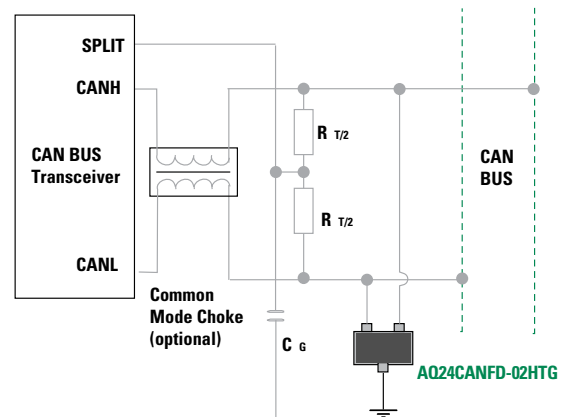 SPLIT
CANH
CAN BUS
Transceiver
CANL
Common
Mode Choke
(optional)
R T/2
R T/2
C G
CAN
BUS
AQ24CANFD-02HTG